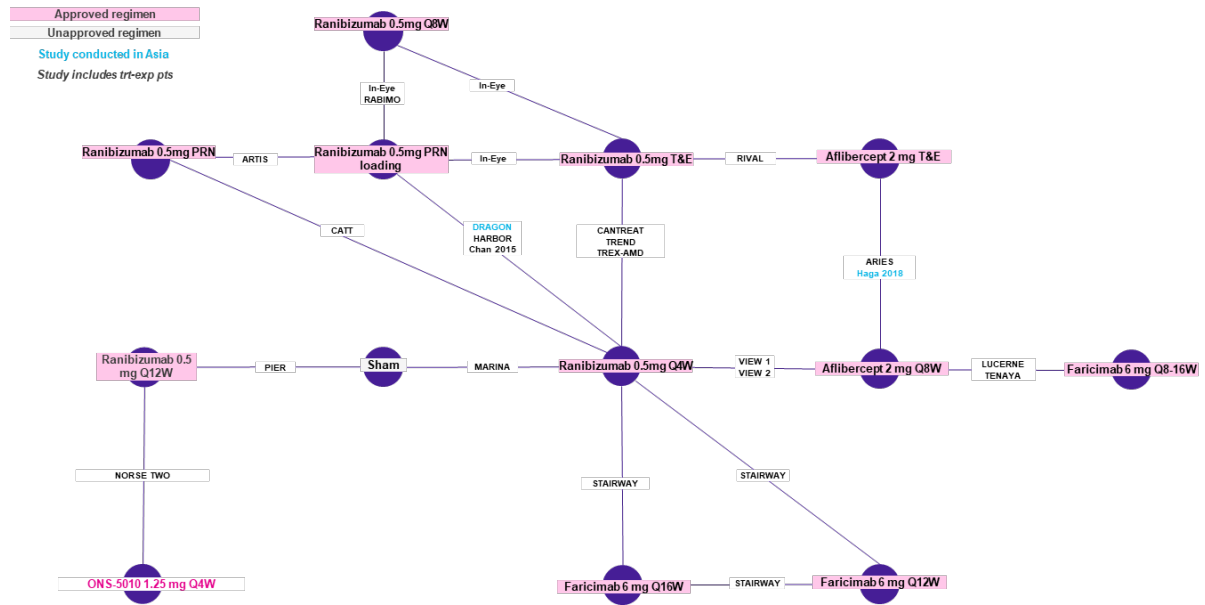 Approved regimen
Unapproved regimen
Study conducted in Asia
Study includes trt-exp pts
Ranibizumab 0.5mg Q8W
In-Eye
RABIMO
In-Eye
Ranibizumab 0.5mg PRN
ARTIS
Ranibizumab 0.5mg PRN
loading
In-Eye
Ranibizumab 0.5mg T&E
RIVAL
Aflibercept 2 mg T&E
CATT
DRAGON
HARBOR
Chan 2015
CANTREAT
TREND
TREX-AMD
ARIES
Haga 2018
Ranibizumab 0.5
mg Q12W
PIER
Sham
MARINA
Ranibizumab 0.5mg Q4W
VIEW 1
VIEW 2
Aflibercept 2 mg Q8W
LUCERNE
TENAYA
Faricimab 6 mg Q8-16W
NORSE TWO
STAIRWAY
STAIRWAY
ONS-5010 1.25 mg Q4W
Faricimab 6 mg Q16W
STAIRWAY
Faricimab 6 mg Q12W